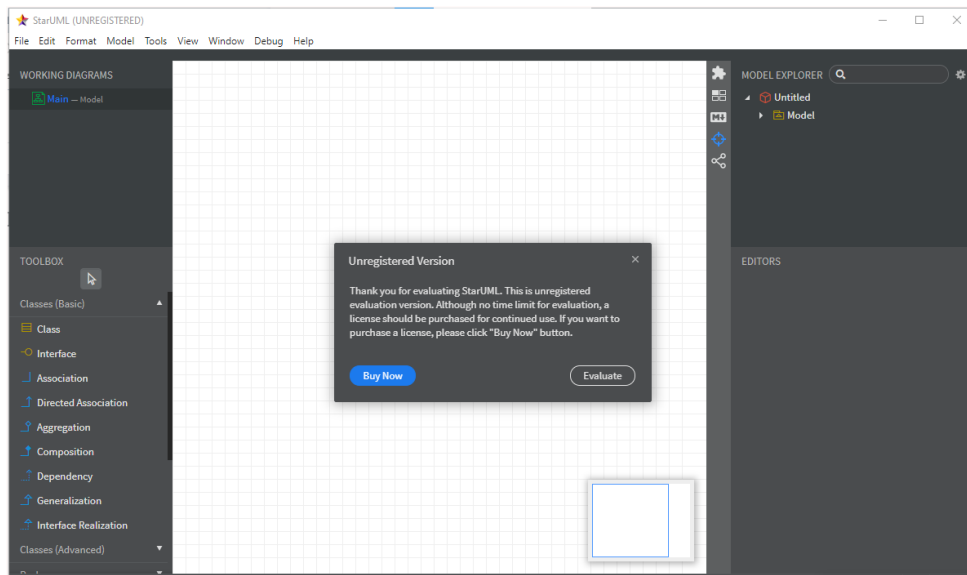 StarUML (UNREGISTERED)
File Edit Format Model Tools View Window Debug Help
WORKING DIAGRAMS
Main — Model
MODEL EXPLORER
Untitled
Model
TOOLBOX
Classes (Basic)
Class
Interface
Association
Directed Association
Aggregation
Composition
Dependency
Generalization
Interface Realization
Classes (Advanced)
Unregistered Version
Thank you for evaluating StarUML. This is unregistered
evaluation version. Although no time limit for evaluation, a
license should be purchased for continued use. If you want to
purchase a license, please click "Buy Now" button.
Buy Now
Evaluate
EDITORS